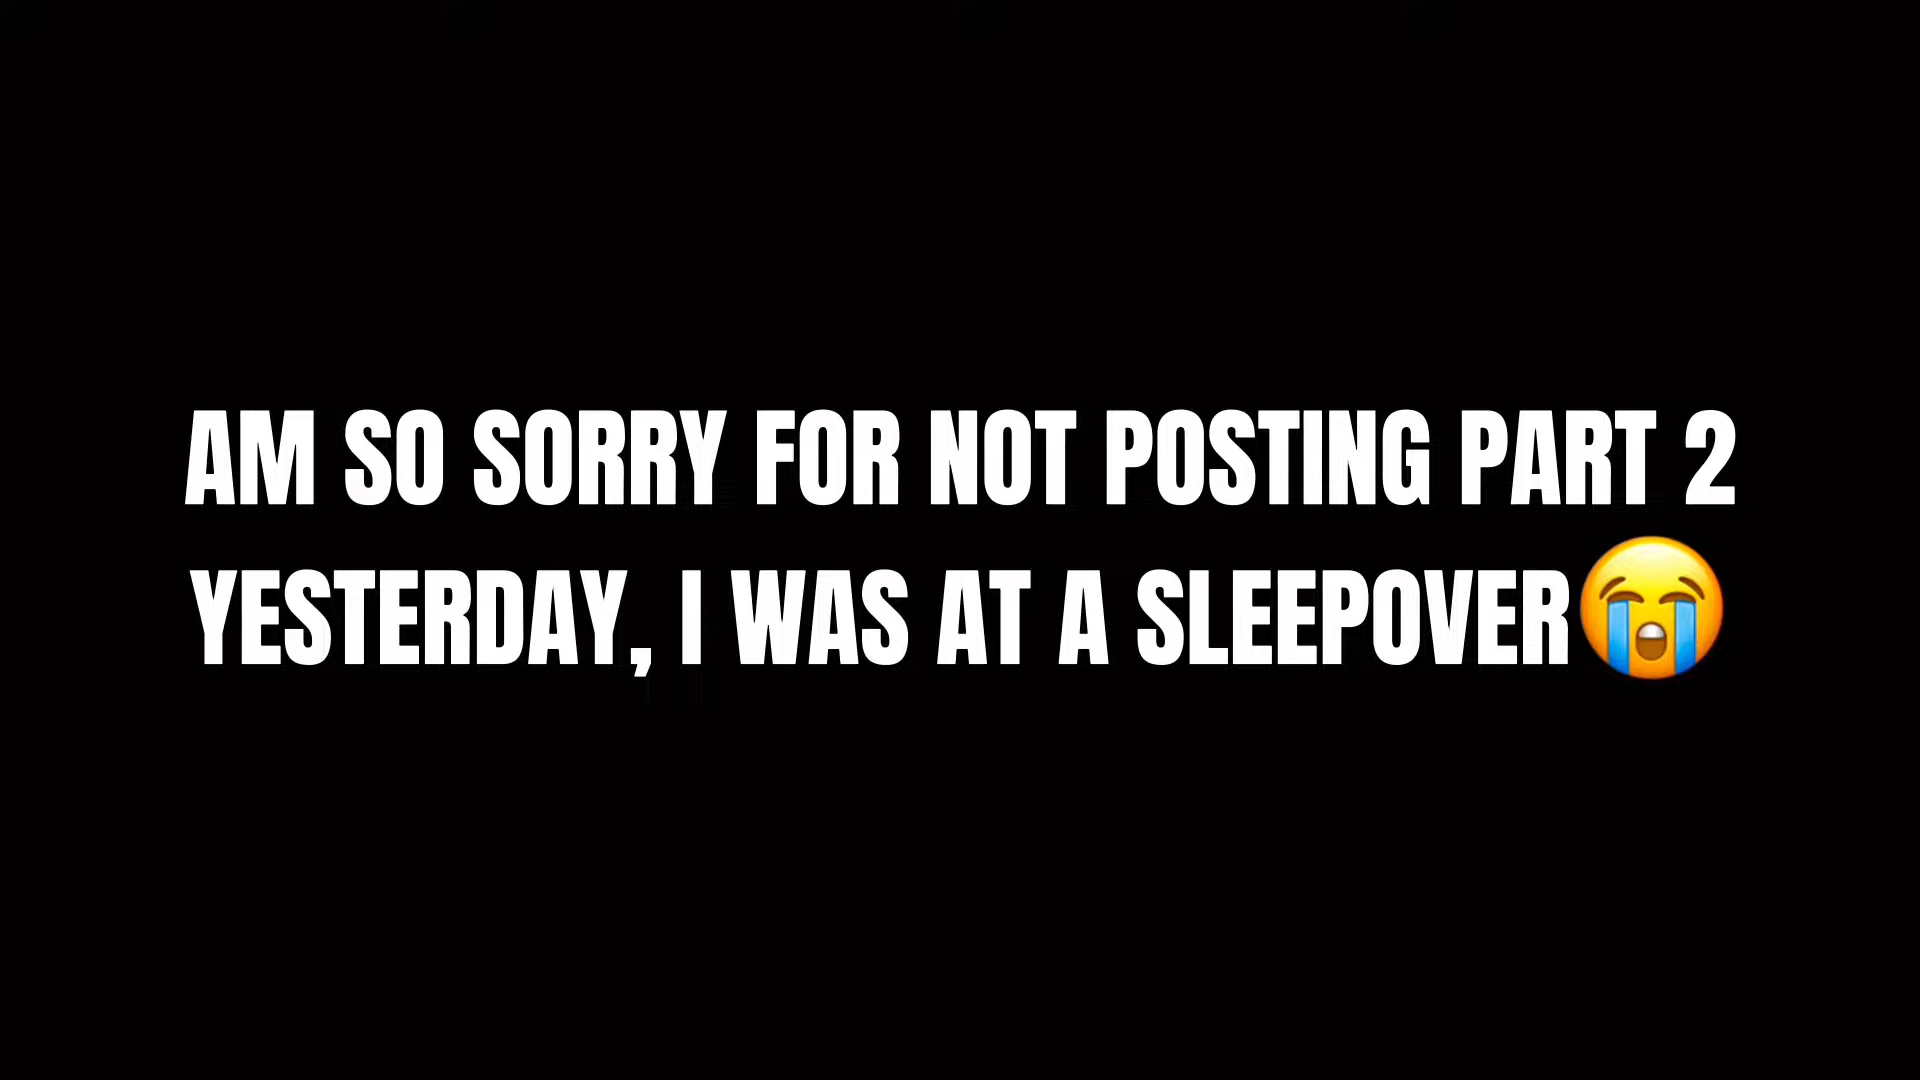 AM SO SORRY FOR NOT POSTING PART 2
YESTERDAY, I WAS AT A SLEEPOVER😭